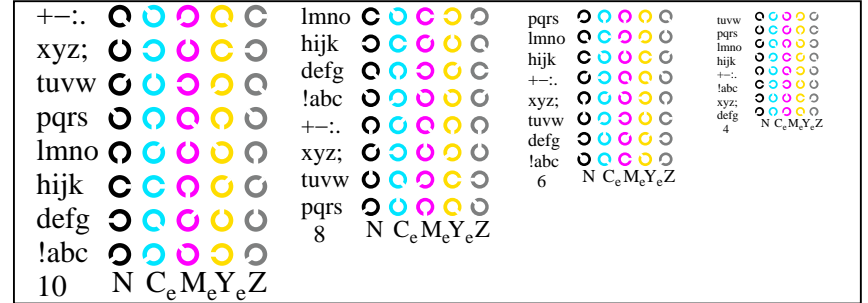 +−:.
xyz;
tuvw
pqrs
lmno
hijk
defg
!abc
10 N CeMeYeZ
lmno
hijk
defg
!abc
+−:.
xyz;
tuvw
pqrs
8 N CeMeYeZ
pqrs
lmno
hijk
+−:.
xyz;
tuvw
defg
!abc
6 N CeMeYeZ
tuvw
pqrs
lmno
hijk
+−:.
!abc
xyz;
defg
4 N CeMeYeZ